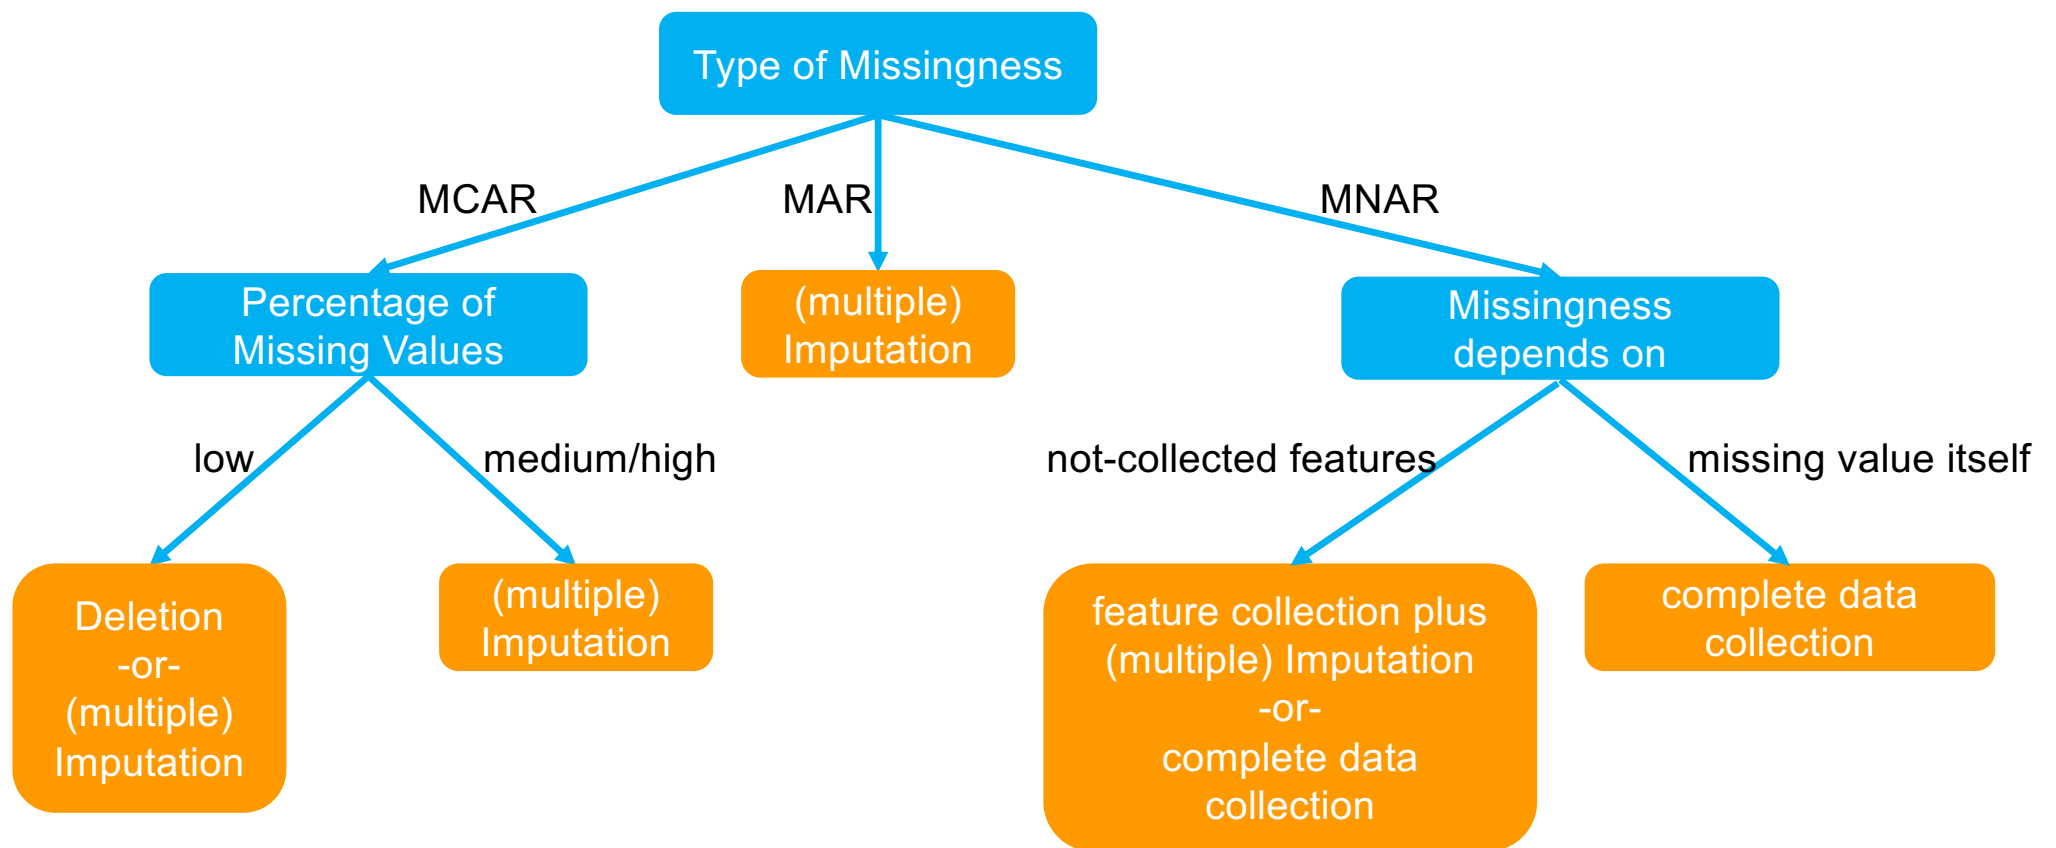 Type of Missingness
MCAR
MAR
MNAR
Percentage of
Missing Values
(multiple)
Imputation
Missingness
depends on
low
medium/high
not-collected features
missing value itself
Deletion
-or-
(multiple)
Imputation
(multiple)
Imputation
feature collection plus
(multiple) Imputation
-or-
complete data
collection
complete data
collection